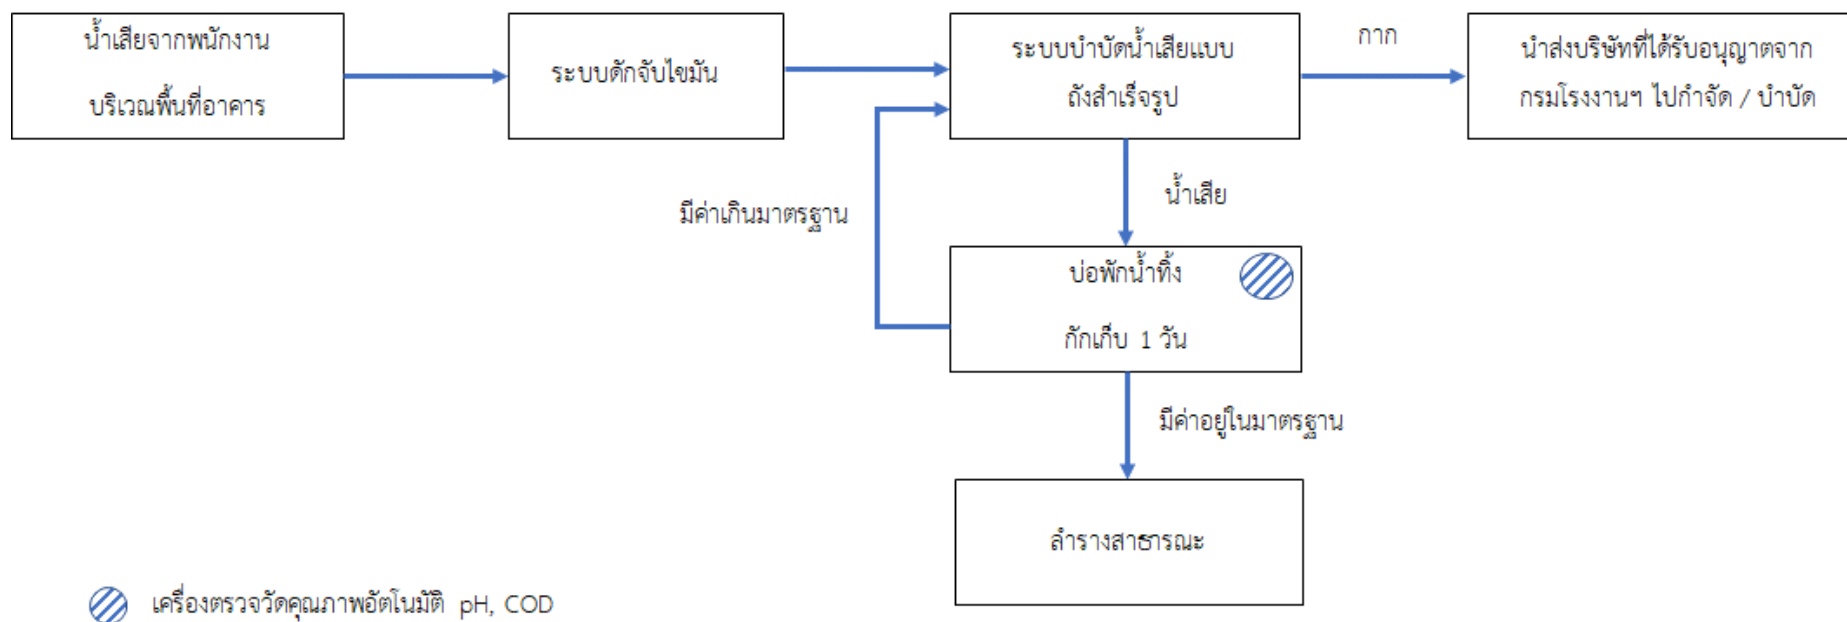 น้ำเสียจากพนักงาน
บริเวณพื้นที่อาคาร
ระบบดักจับไขมัน
ระบบบำบัดน้ำเสียแบบ
ถังสำเร็จรูป
กาก
นำส่งบริษัทที่ได้รับอนุญาตจาก
กรมโรงงานฯ ไปกำจัด / บำบัด
น้ำเสีย
มีค่าเกินมาตรฐาน
บ่อพักน้ำทิ้ง
กักเก็บ 1 วัน
มีค่าอยู่ในมาตรฐาน
ลำรางสาธารณะ
เครื่องตรวจวัดคุณภาพอัตโนมัติ pH, COD